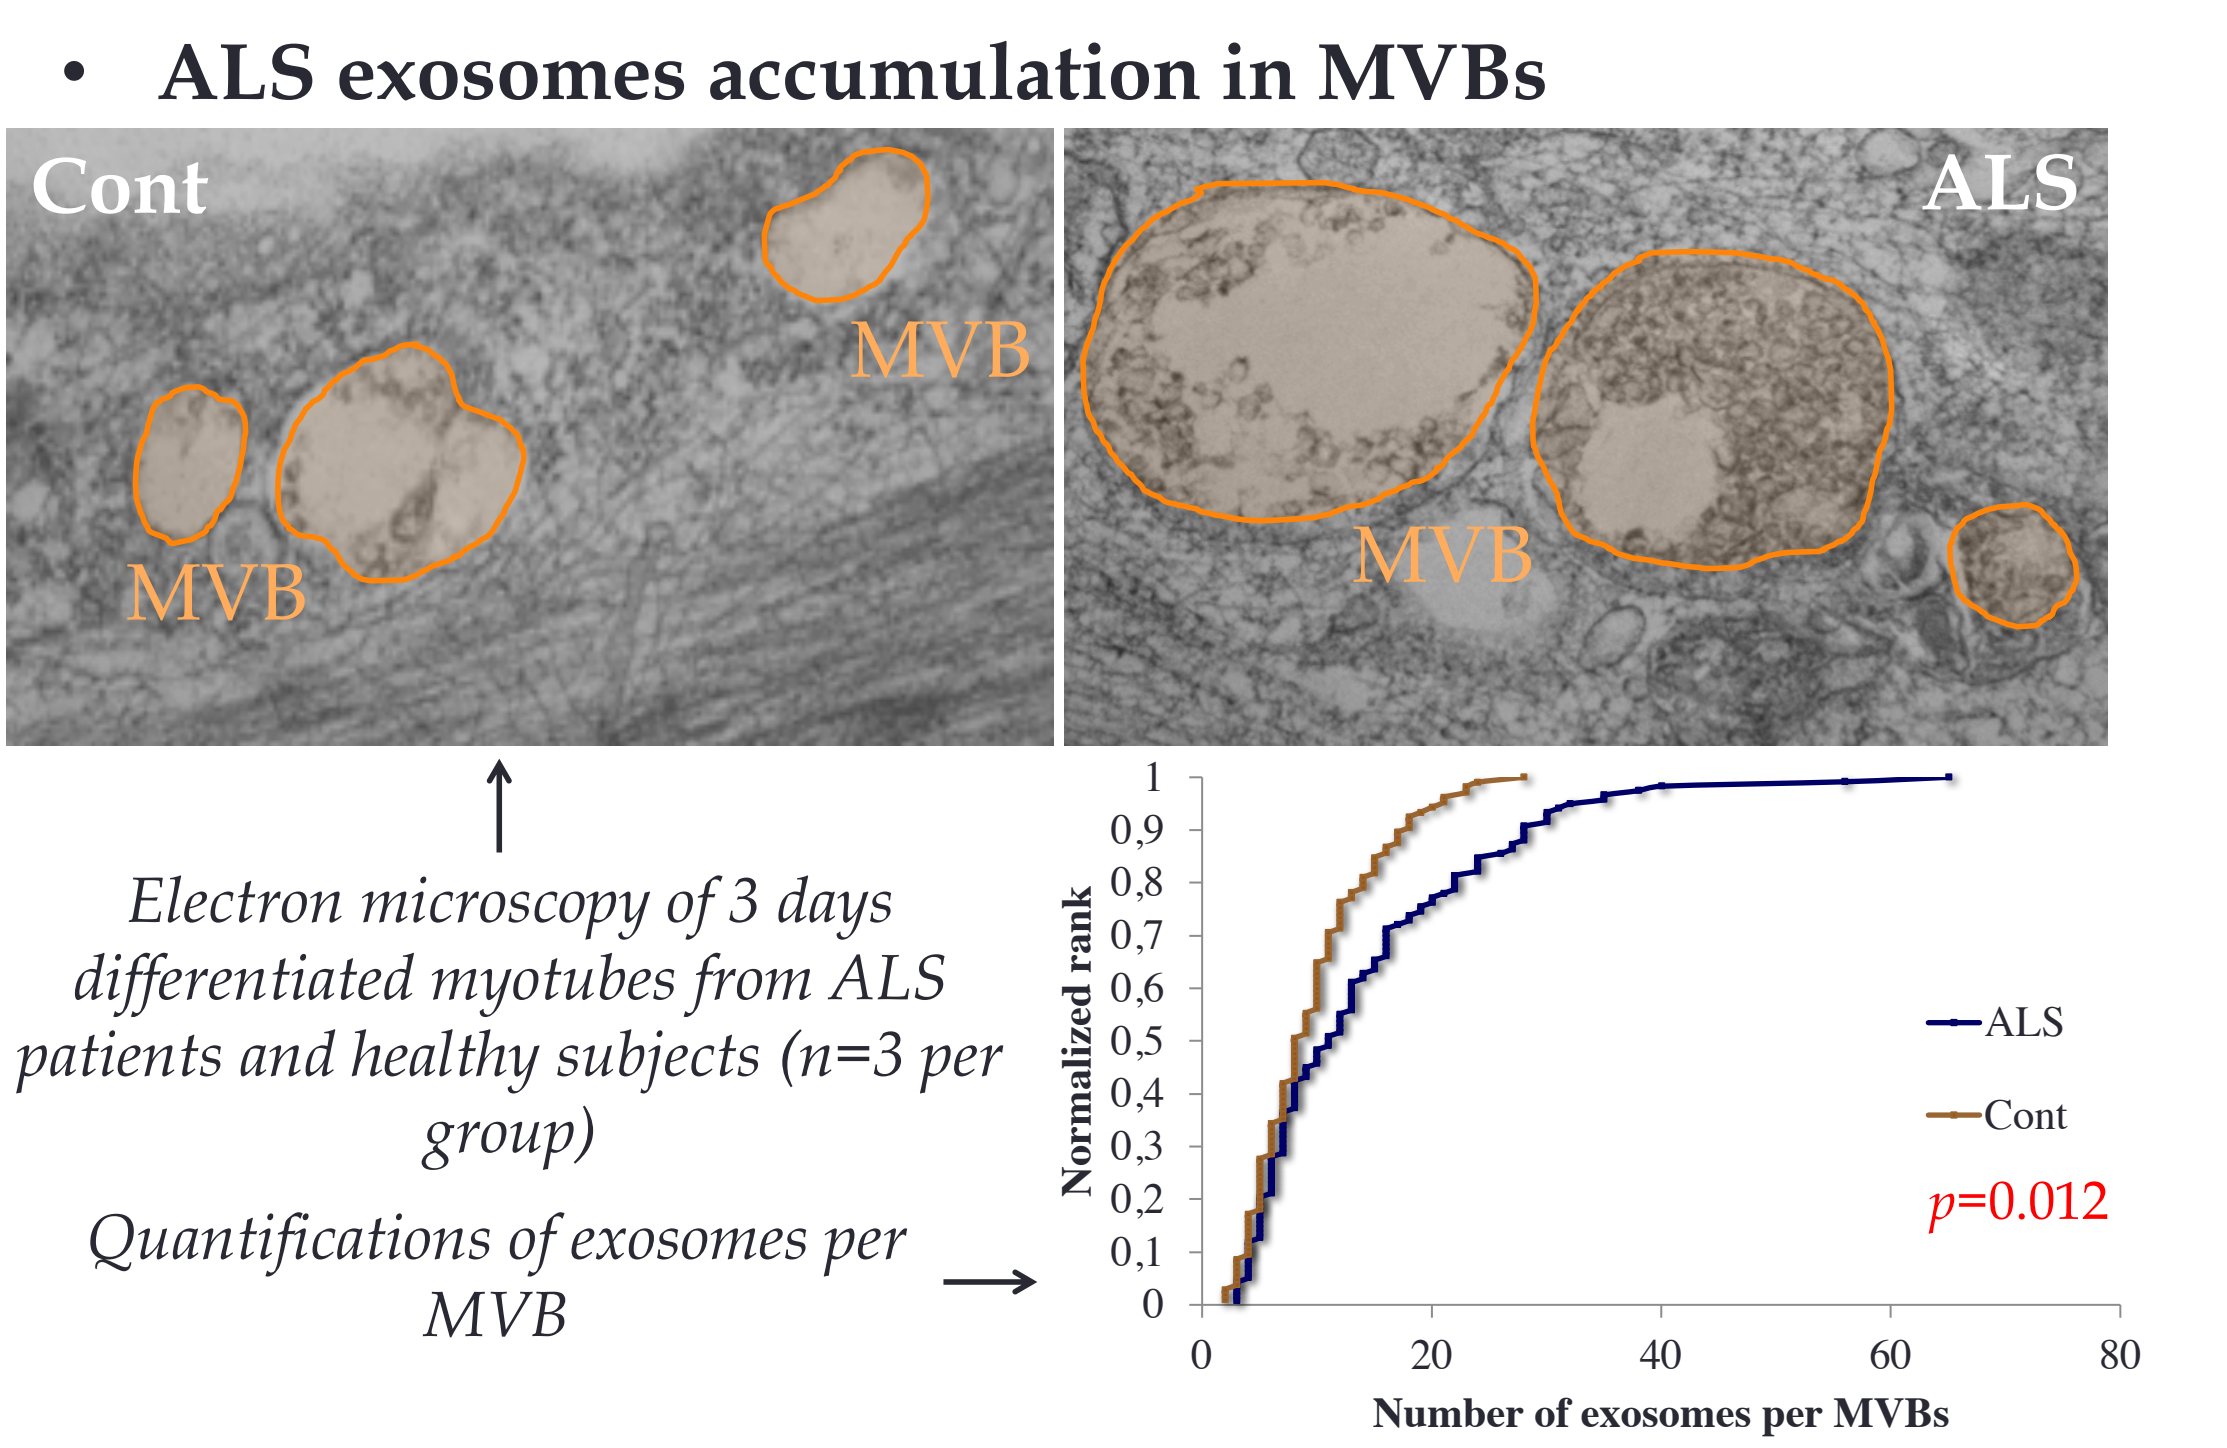 • ALS exosomes accumulation in MVBs
Cont
MVB
MVB
ALS
MVB
Electron microscopy of 3 days
differentiated myotubes from ALS
patients and healthy subjects (n=3 per
group)
Quantifications of exosomes per
MVB
Normalized rank
1
0,9
0,8
0,7
0,6
0,5
0,4
0,3
0,2
0,1
0
0 20 40 60 80
Number of exosomes per MVBs
ALS
Cont
p=0.012